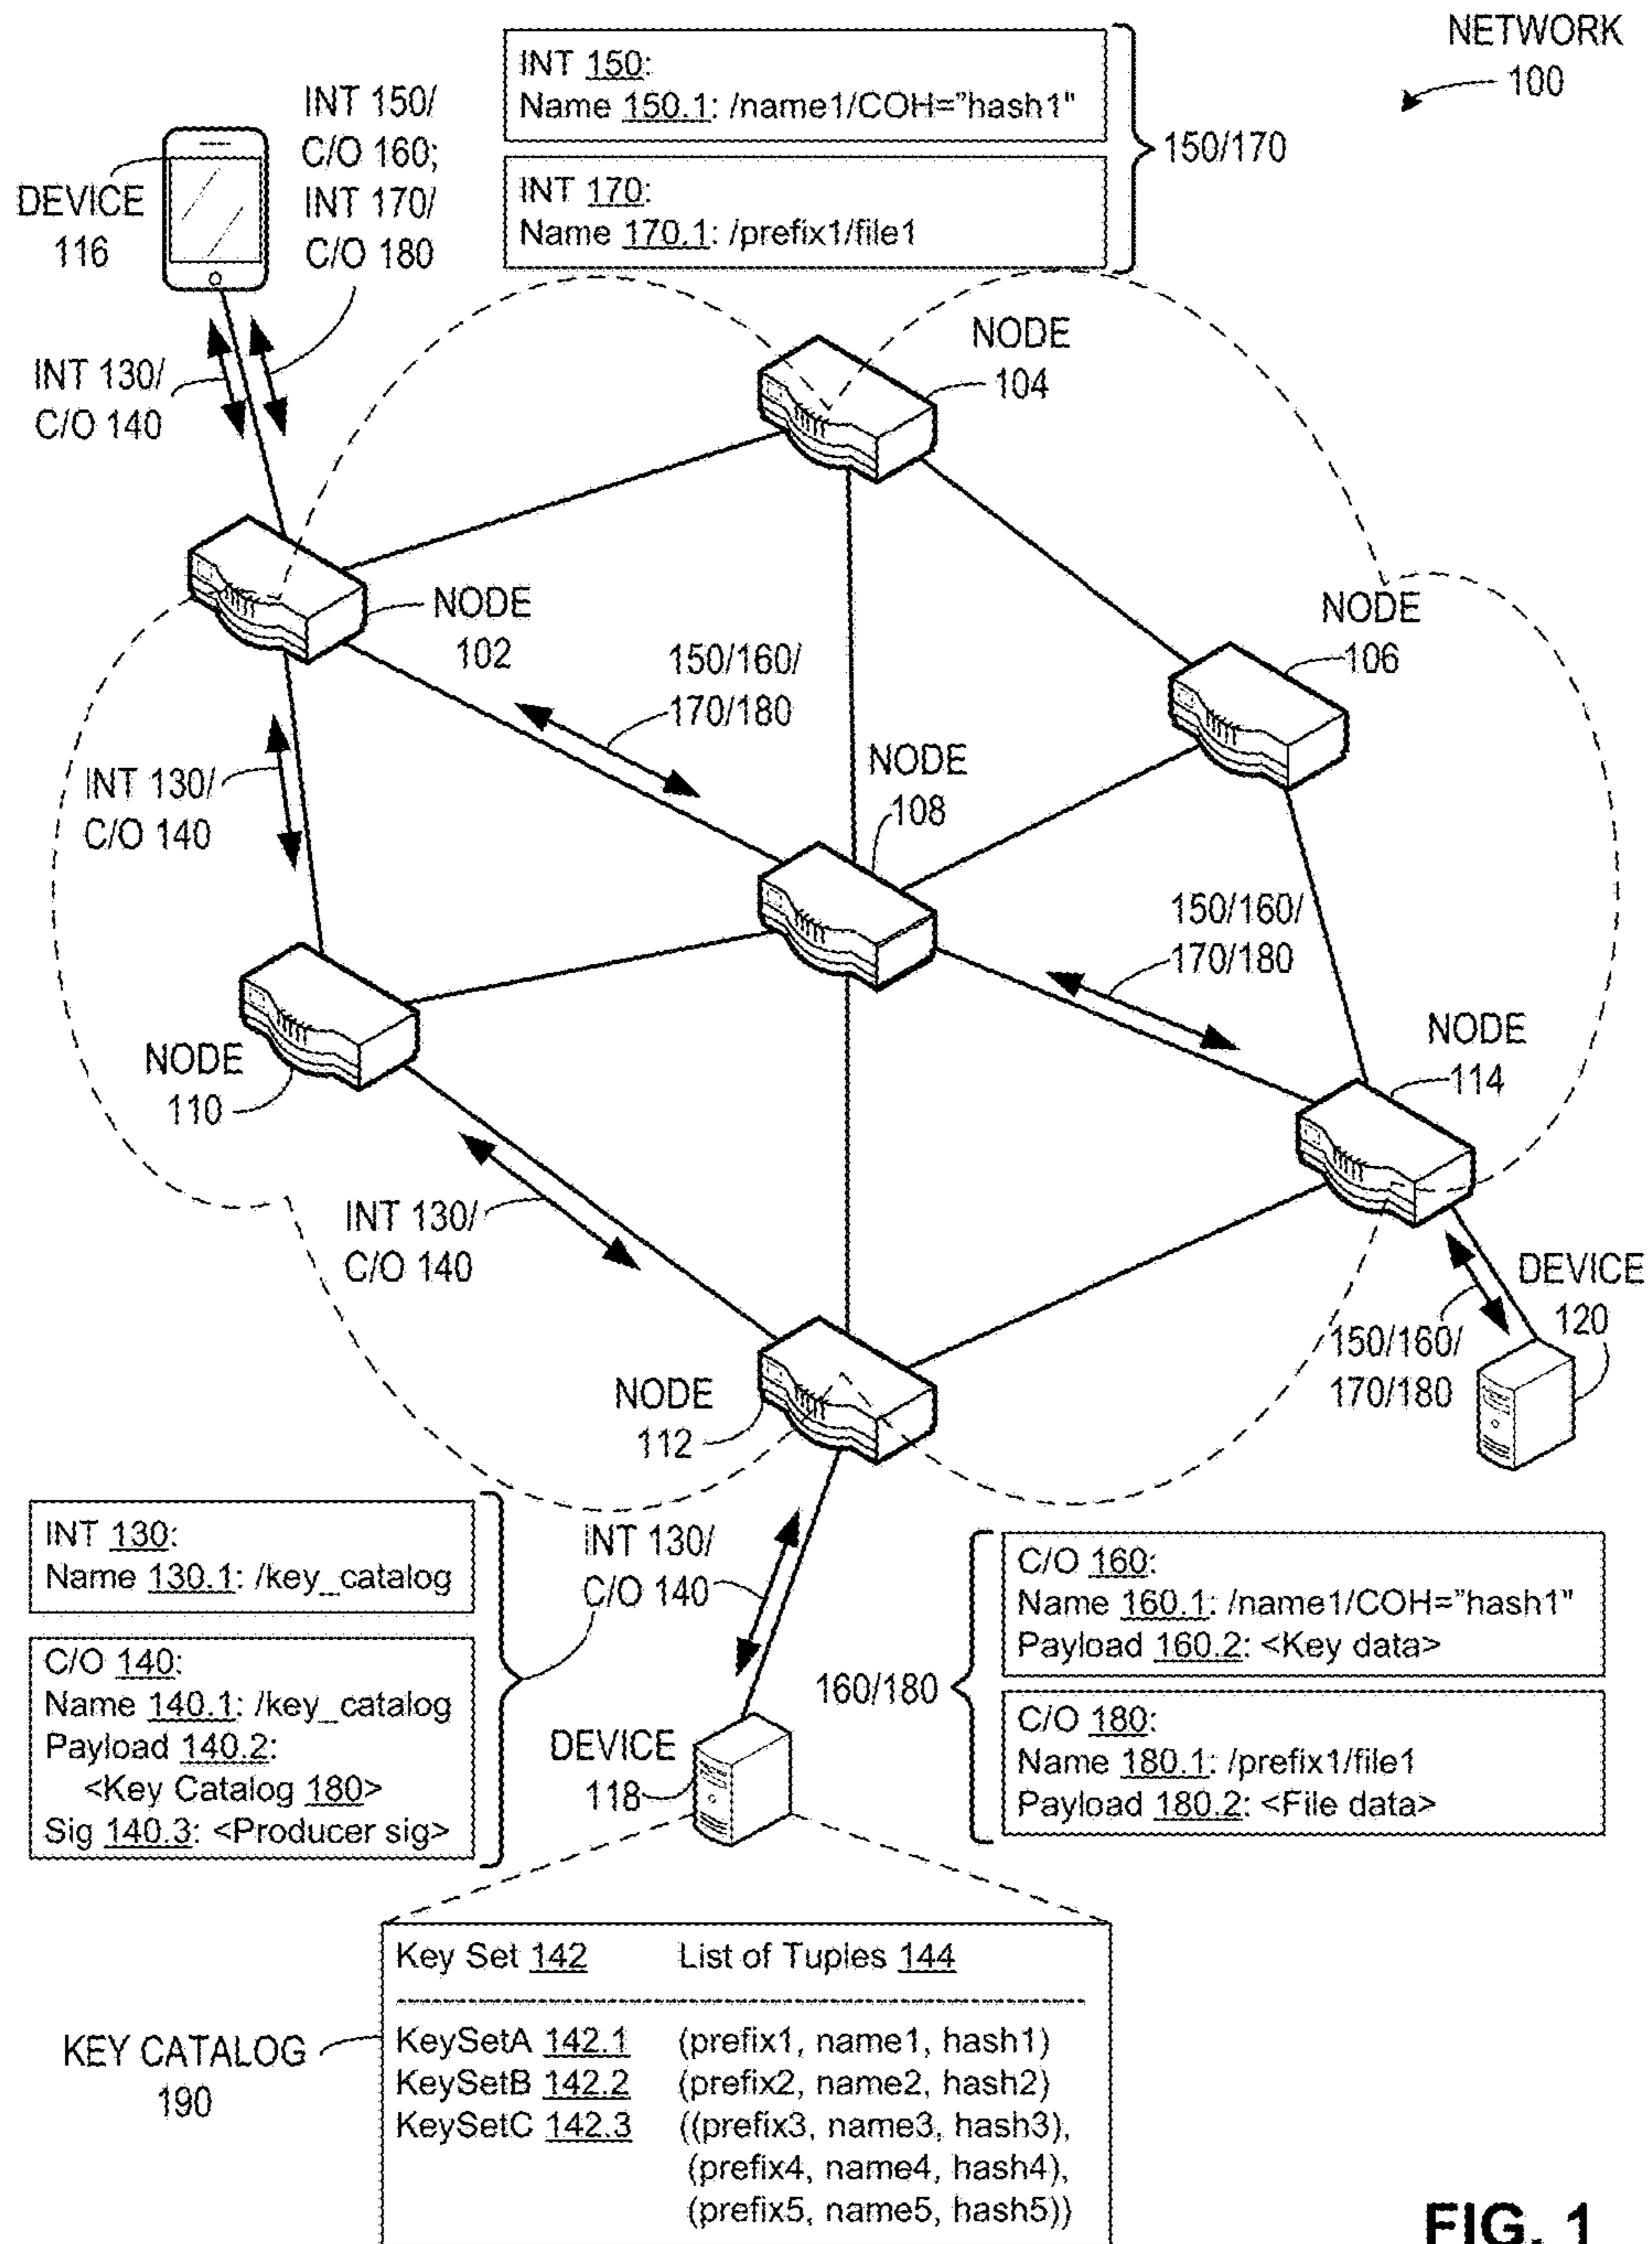 NETWORK
100
INT 150:
Name 150.1: /name1/COH="hash1"
INT 170:
Name 170.1: /prefix1/file1
150/170
INT 150/
C/O 160;
INT 170/
C/O 180
DEVICE
116
INT 130/
C/O 140
NODE
104
NODE
102
NODE
106
150/160/
170/180
NODE
108
INT 130/
C/O 140
150/160/
170/180
NODE
110
NODE
114
INT 130/
C/O 140
DEVICE
120
150/160/
170/180
NODE
112
INT 130:
Name 130.1: /key_catalog
C/O 140:
Name 140.1: /key_catalog
Payload 140.2:
<Key Catalog 180>
Sig 140.3: <Producer sig>
INT 130/
C/O 140
160/180
C/O 160:
Name 160.1: /name1/COH="hash1"
Payload 160.2: <Key data>
C/O 180:
Name 180.1: /prefix1/file1
Payload 180.2: <File data>
DEVICE
118
KEY CATALOG
190
Key Set 142 List of Tuples 144
KeySetA 142.1 (prefix1, name1, hash1)
KeySetB 142.2 (prefix2, name2, hash2)
KeySetC 142.3 ((prefix3, name3, hash3),
(prefix4, name4, hash4),
(prefix5, name5, hash5))
FIG. 1